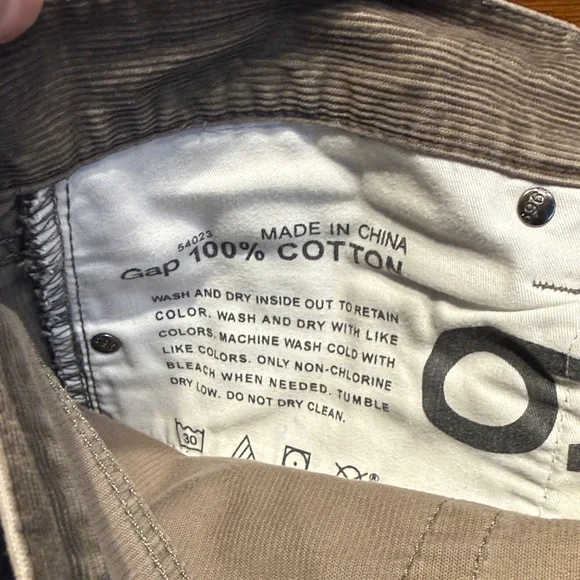 54023 MADE IN CHINA
Gap 100% COTTON
WASH AND DRY INSIDE OUT TO RETAIN
COLOR. WASH AND DRY WITH LIKE
COLORS. MACHINE WASH COLD WITH
LIKE COLORS. ONLY NON-CHLORINE
BLEACH WHEN NEEDED. TUMBLE
DRY LOW. DO NOT DRY CLEAN.
30